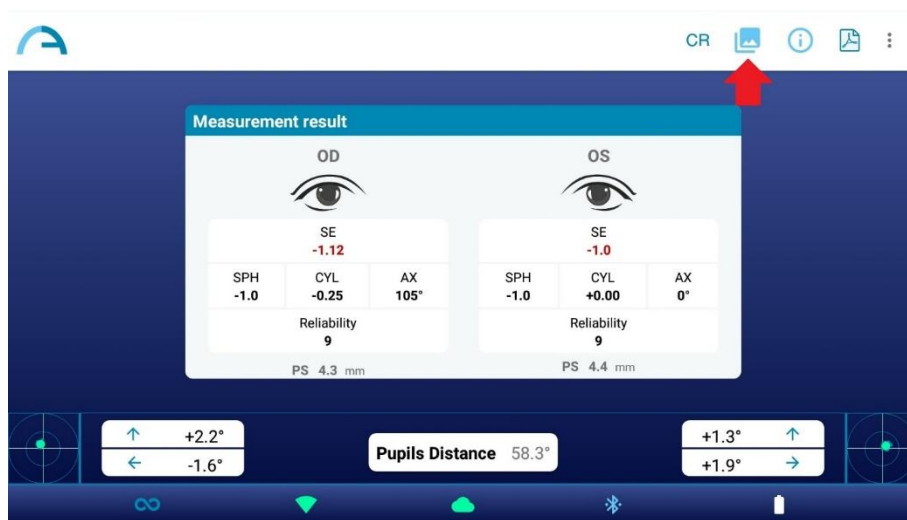 CR
Measurement result
OD OS
SE SE
-1.12 -1.0
SPH CYL AX SPH CYL AX
-1.0 -0.25 105° -1.0 +0.00 0°
Reliability Reliability
9 9
PS 4.3 mm PS 4.4 mm
+2.2° +1.3°
Pupils Distance 58.3°
-1.6° +1.9°